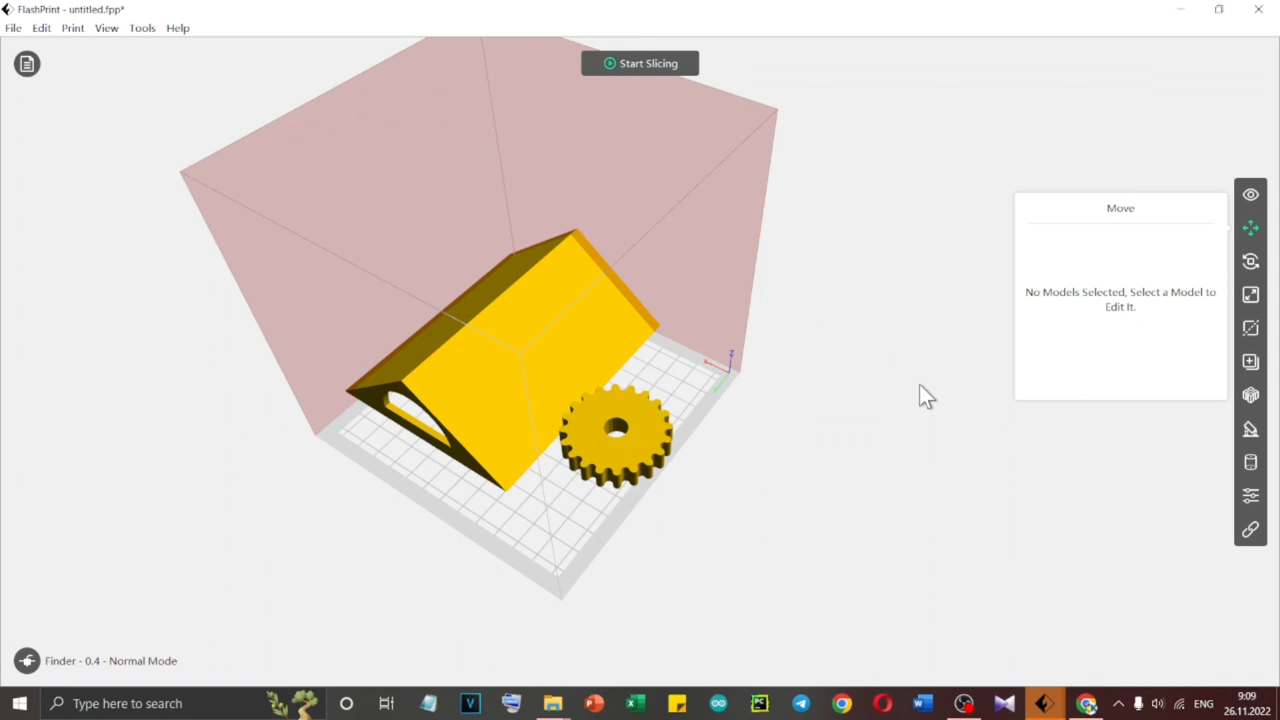 FlashPrint - untitled.fpp*
File Edit Print View Tools Help
Start Slicing
Move
No Models Selected, Select a Model to
Edit It.
Z
X
Finder - 0.4 - Normal Mode
Type here to search
V
PC
W
ENG
9:09
26.11.2022